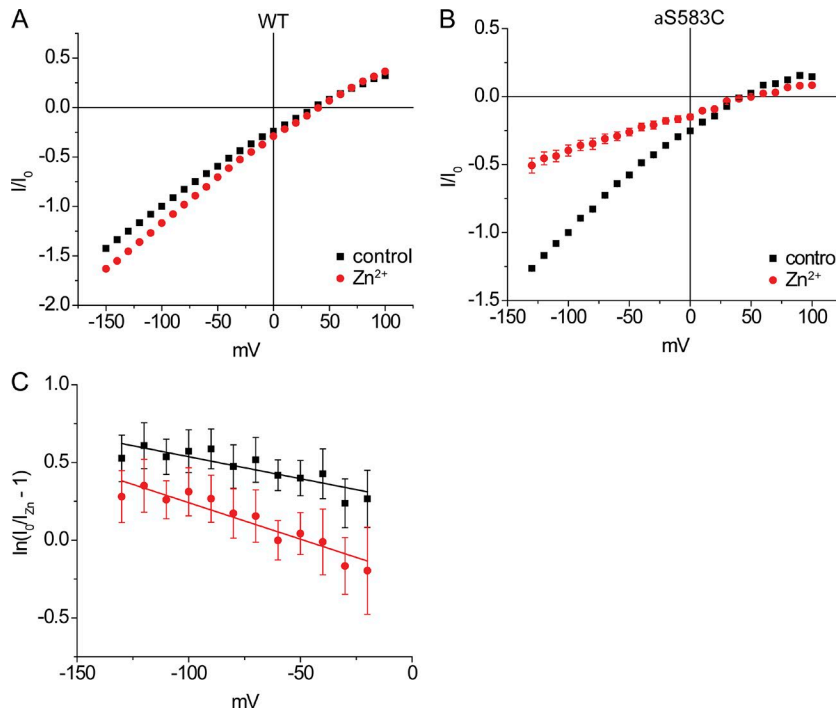 A
WT
0.5
0.0
-0.5
-1.0
-1.5
-2.0
I/I0
control
Zn2+
-150 -100 -50 0 50 100
mV
B
aS583C
0.5
0.0
-0.5
-1.0
-1.5
I/I0
contro
Zn2+
-150 -100 -50 0 50 100
mV
C
1.0
0.5
0.0
-0.5
ln(I0/IZn - 1)
-150 -100 -50 0
mV